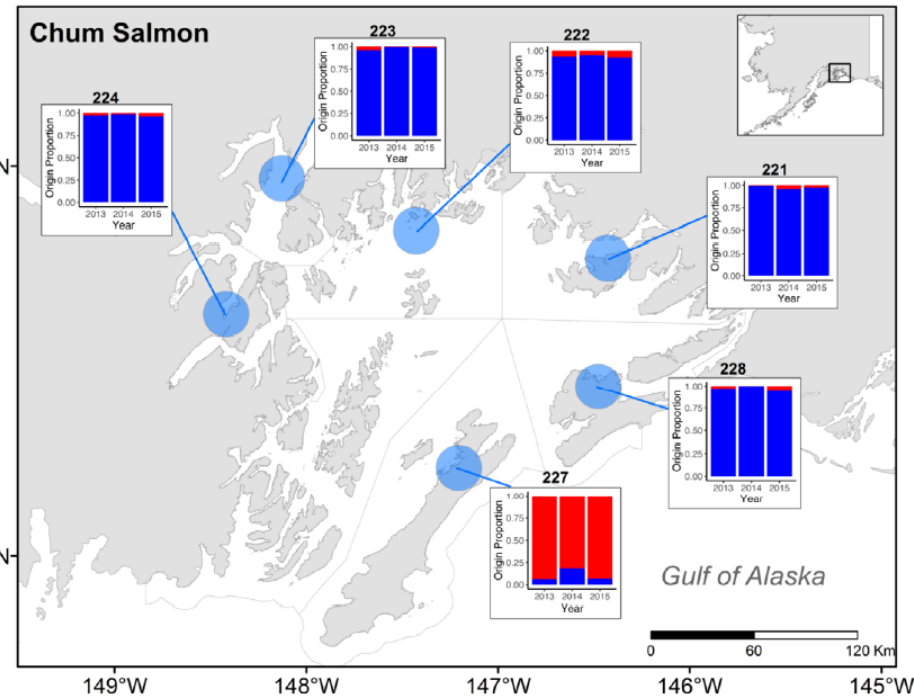 Chum Salmon
223
1.00
0.75
0.50
0.25
0.00
Origin Proportion
2013 2014 2015
Year
222
1.00
0.75
0.50
0.25
0.00
Origin Proportion
2013 2014 2015
Year
224
1.00
0.75
0.50
0.25
0.00
Origin Proportion
2013 2014 2015
Year
221
1.00
0.75
0.50
0.25
0.00
Origin Proportion
2013 2014 2015
Year
228
1.00
0.75
0.50
0.25
0.00
Origin Proportion
2013 2014 2015
Year
227
1.00
0.75
0.50
0.25
0.00
Origin Proportion
2013 2014 2015
Year
Gulf of Alaska
0 60 120 Km
N
N
149°W 148°W 147°W 146°W 145°W